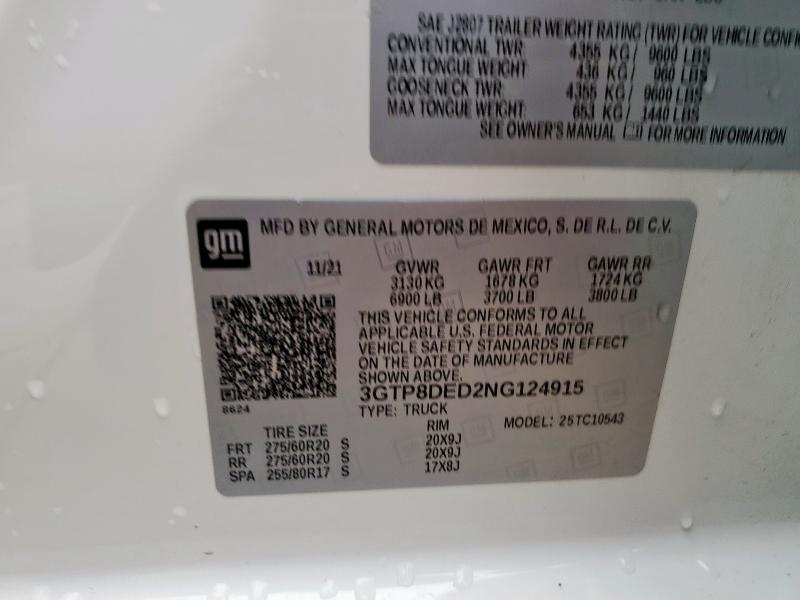 SAE J2807 TRAILER WEIGHT RATING (TWR) FOR VEHICLE
CONVENTIONAL TWR: 4355 KG/ 9600 LBS
MAX TONGUE WEIGHT: 436 KG/ 960 LBS
GOOSENECK TWR: 4355 KG/ 9600 LBS
MAX TONGUE WEIGHT: 653 KG/ 1440 LBS
SEE OWNER'S MANUAL FOR MORE INFORMATION
gm
MFD BY GENERAL MOTORS DE MEXICO, S. DE R.L. DE C.V.
11/21 GVWR GAWR FRT GAWR RR
3130 KG 1678 KG 1724 KG
6900 LB 3700 LB 3800 LB
THIS VEHICLE CONFORMS TO ALL
APPLICABLE U.S. FEDERAL MOTOR
VEHICLE SAFETY STANDARDS IN EFFECT
ON THE DATE OF MANUFACTURE
SHOWN ABOVE.
3GTP8DED2NG124915
8624
TYPE: TRUCK
MODEL: 25TC10543
TIRE SIZE RIM
FRT 275/60R20 S 20X9J
RR 275/60R20 S 20X9J
SPA 255/80R17 S 17X8J